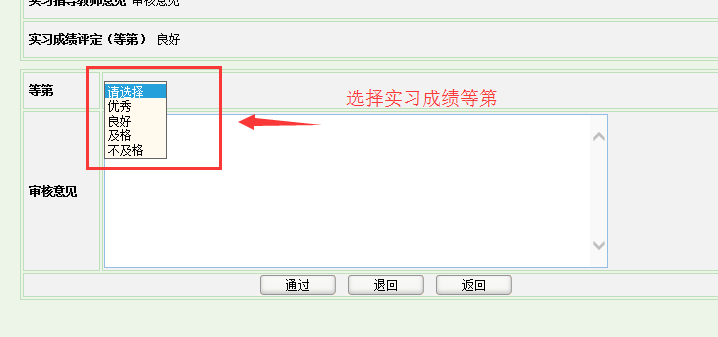 实习指导教师意见 审核意见
实习成绩评定（等第） 良好
等第
请选择
优秀
良好
及格
不及格
选择实习成绩等第
审核意见
通过 退回 返回